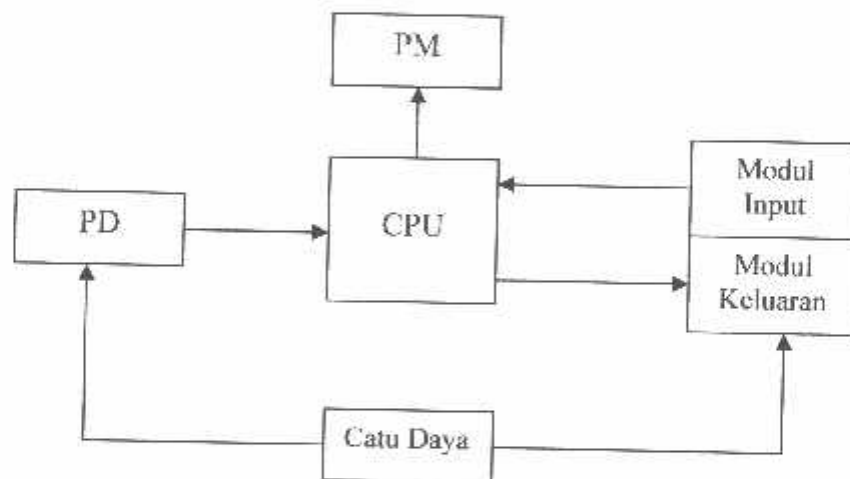 PM
PD
CPU
Modul
Input
Modul
Keluaran
Catu Daya